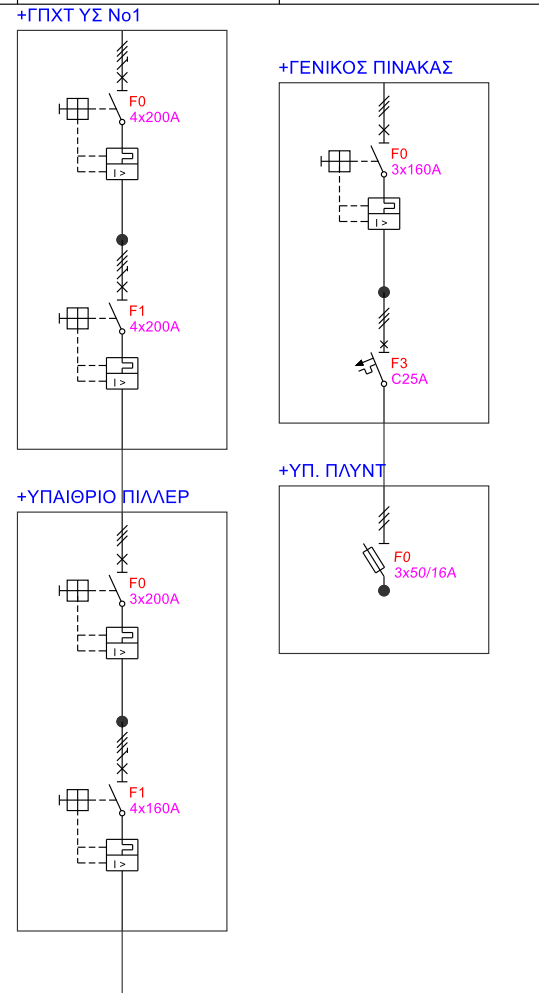 +ΓΠΧΤ ΥΣ Νο1
F0
4x200A
I >
F1
4x200A
I >
+ΥΠΑΙΘΡΙΟ ΠΙΛΛΕΡ
F0
3x200A
I >
F1
4x160A
I >
+ΓΕΝΙΚΟΣ ΠΙΝΑΚΑΣ
F0
3x160A
I >
F3
C25A
+ΥΠ. ΠΛΥΝΤ
F0
3x50/16A